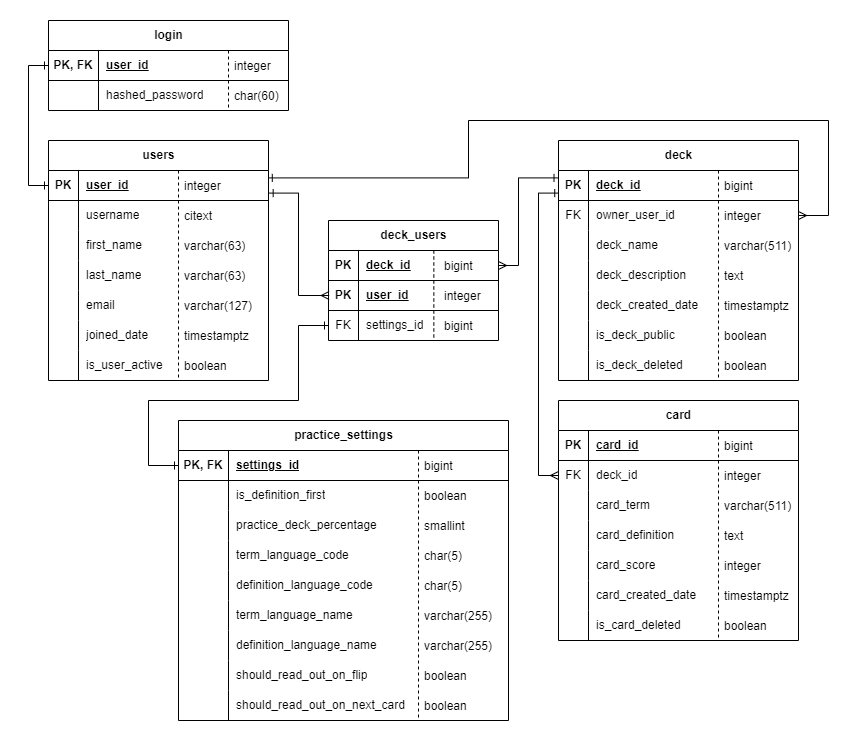 login
PK, FK user_id integer
hashed_password char(60)
users
PK user_id integer
username citext
first_name varchar(63)
last_name varchar(63)
email varchar(127)
joined_date timestamptz
is_user_active boolean
deck_users
PK deck_id bigint
PK user_id integer
FK settings_id bigint
deck
PK deck_id bigint
FK owner_user_id integer
deck_name varchar(511)
deck_description text
deck_created_date timestamptz
is_deck_public boolean
is_deck_deleted boolean
practice_settings
PK, FK settings_id bigint
is_definition_first boolean
practice_deck_percentage smallint
term_language_code char(5)
definition_language_code char(5)
term_language_name varchar(255)
definition_language_name varchar(255)
should_read_out_on_flip boolean
should_read_out_on_next_card boolean
card
PK card_id bigint
FK deck_id integer
card_term varchar(511)
card_definition text
card_score integer
card_created_date timestamptz
is_card_deleted boolean